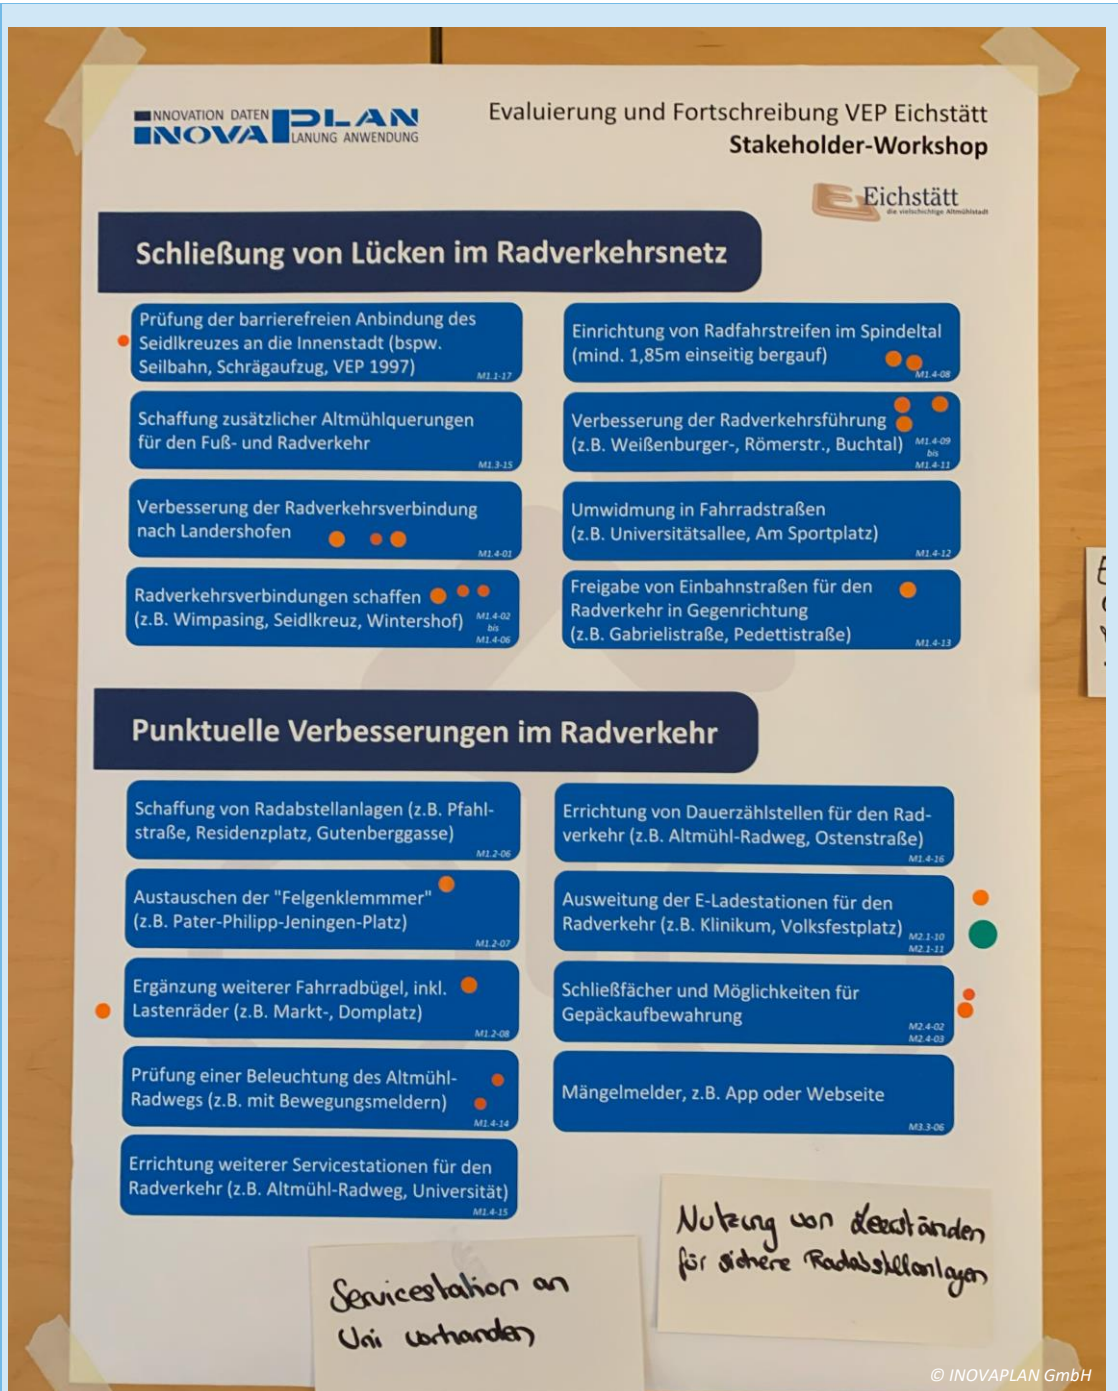 INNOVATION DATEN PLAN
INOVA PLANUNG ANWENDUNG
Evaluierung und Fortschreibung VEP Eichstätt
Stakeholder-Workshop
Eichstätt
die vielschichtige Altmühlstadt
Schließung von Lücken im Radverkehrsnetz
Prüfung der barrierefreien Anbindung des
Seidlkreuzes an die Innenstadt (bspw.
Seilbahn, Schrägaufzug, VEP 1997)
M1.1-17
Schaffung zusätzlicher Altmühlquerungen
für den Fuß- und Radverkehr
M1.3-15
Verbesserung der Radverkehrsverbindung
nach Landershofen
M1.4-01
Radverkehrsverbindungen schaffen
(z.B. Wimpasing, Seidlkreuz, Wintershof)
M1.4-02
bis
M1.4-06
Einrichtung von Radfahrstreifen im Spindeltal
(mind. 1,85m einseitig bergauf)
M1.4-08
Verbesserung der Radverkehrsführung
(z.B. Weißenburger-, Römerstr., Buchtal)
M1.4-09
bis
M1.4-11
Umwidmung in Fahrradstraßen
(z.B. Universitätsallee, Am Sportplatz)
M1.4-12
Freigabe von Einbahnstraßen für den
Radverkehr in Gegenrichtung
(z.B. Gabrielistraße, Pedettistraße)
M1.4-13
Punktuelle Verbesserungen im Radverkehr
Schaffung von Radabstellanlagen (z.B. Pfahl-
straße, Residenzplatz, Gutenberggasse)
M1.2-06
Austauschen der "Felgenklemmmer"
(z.B. Pater-Philipp-Jeningen-Platz)
M1.2-07
Ergänzung weiterer Fahrradbügel, inkl.
Lastenräder (z.B. Markt-, Domplatz)
M1.2-08
Prüfung einer Beleuchtung des Altmühl-
Radwegs (z.B. mit Bewegungsmeldern)
M1.4-14
Errichtung weiterer Servicestationen für den
Radverkehr (z.B. Altmühl-Radweg, Universität)
M1.4-15
Errichtung von Dauerzählstellen für den Rad-
verkehr (z.B. Altmühl-Radweg, Ostenstraße)
M1.4-16
Ausweitung der E-Ladestationen für den
Radverkehr (z.B. Klinikum, Volksfestplatz)
M2.1-10
M2.1-11
Schließfächer und Möglichkeiten für
Gepäckaufbewahrung
M2.4-02
M2.4-03
Mängelmelder, z.B. App oder Webseite
M3.3-06
Servicestation an
Uni vorhanden
Nutzung von Leerständen
für sichere Radabstellanlagen
© INOVAPLAN GmbH